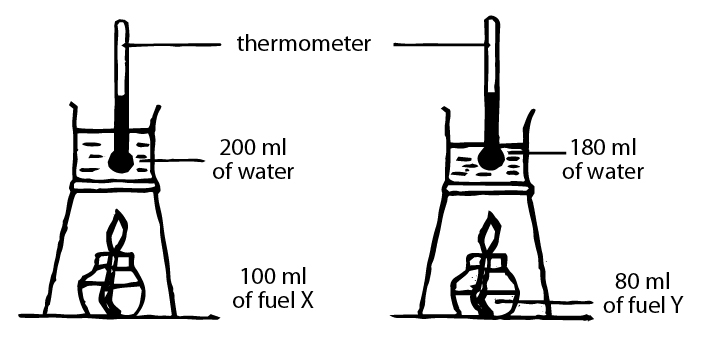 thermometer
200 ml
of water
180 ml
of water
100 ml
of fuel X
80 ml
of fuel Y